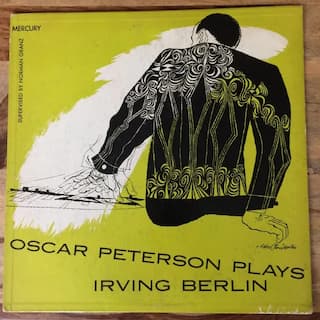 MERCURY
SUPERVISED BY NORMAN GRANZ
OSCAR PETERSON PLAYS
IRVING BERLIN